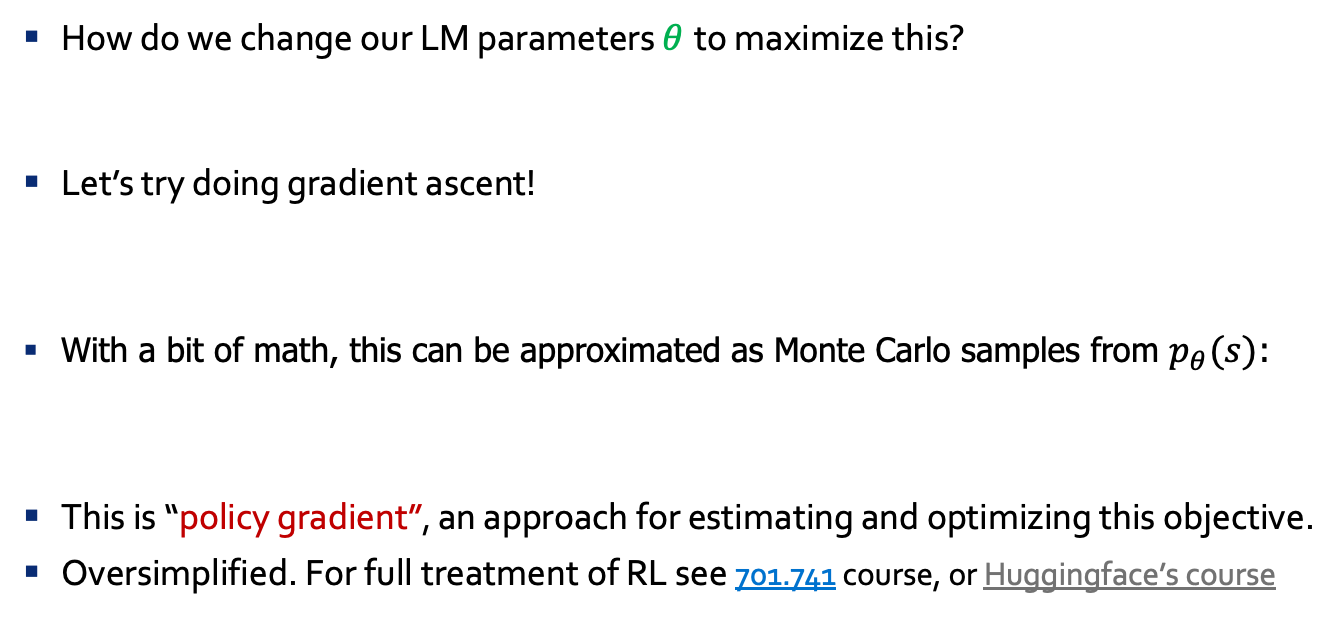 ▪ How do we change our LM parameters θ to maximize this?
▪ Let’s try doing gradient ascent!
▪ With a bit of math, this can be approximated as Monte Carlo samples from pθ(s):
▪ This is “policy gradient”, an approach for estimating and optimizing this objective.
▪ Oversimplified. For full treatment of RL see 701.741 course, or Huggingface’s course